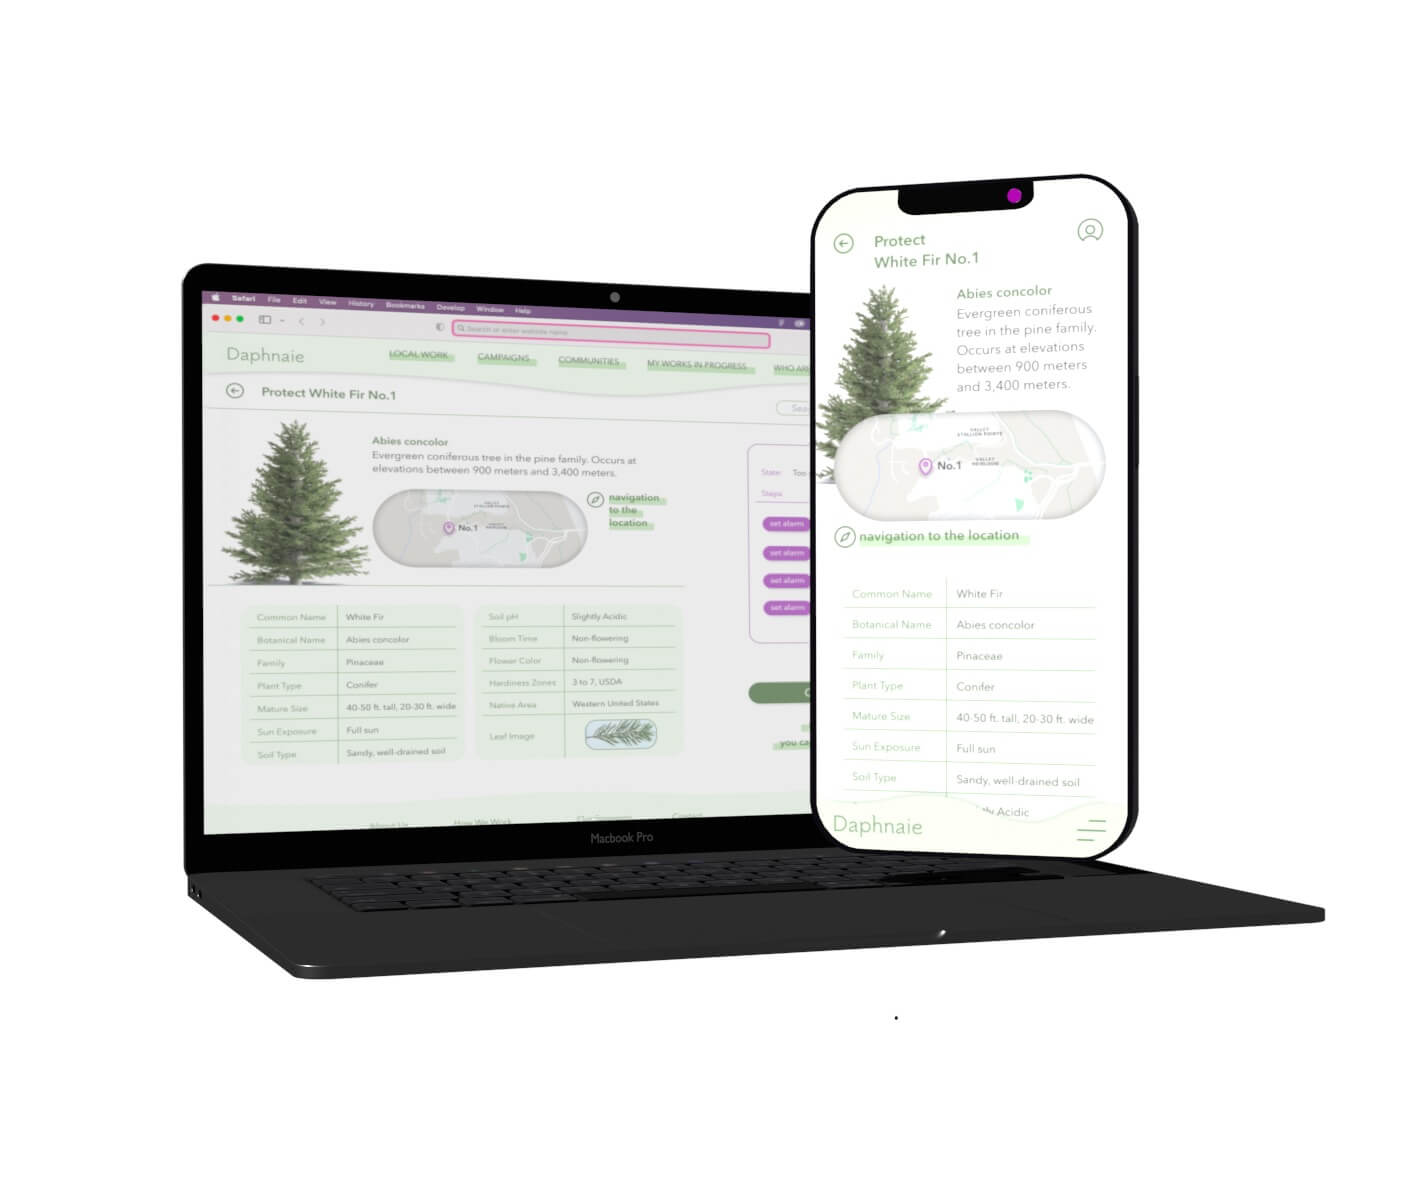 Safari File Edit View History Bookmarks Develop Window Help
Search or enter website name
Daphnaie
LOCAL WORK CAMPAIGNS COMMUNITIES MY WORKS IN PROGRESS WHO
Protect White Fir No.1
Abies concolor
Evergreen coniferous tree in the pine family. Occurs at
elevations between 900 meters and 3,400 meters.
No.1
navigation
to the
location
State:
Steps
set alarm
set alarm
set alarm
set alarm
Common Name White Fir
Botanical Name Abies concolor
Family Pinaceae
Plant Type Conifer
Mature Size 40-50 ft. tall, 20-30 ft. wide
Sun Exposure Full sun
Soil Type Sandy, well-drained soil
Soil pH Slightly Acidic
Bloom Time Non-flowering
Flower Color Non-flowering
Hardiness Zones 3 to 7, USDA
Native Area Western United States
Leaf Image
you
About Us How We Work Contact
Macbook Pro
Protect
White Fir No.1
Abies concolor
Evergreen coniferous
tree in the pine family.
Occurs at elevations
between 900 meters
and 3,400 meters.
VALLEY
STALLION POINTE
VALLEY
HEIRLOOM
No.1
navigation to the location
Common Name White Fir
Botanical Name Abies concolor
Family Pinaceae
Plant Type Conifer
Mature Size 40-50 ft. tall, 20-30 ft. wide
Sun Exposure Full sun
Soil Type Sandy, well-drained soil
Acidic
Daphnaie